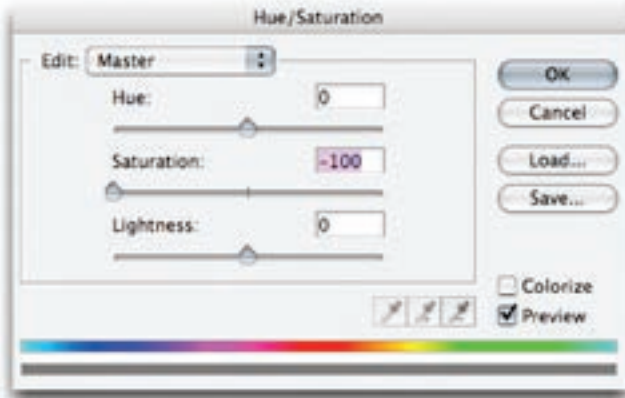 Hue/Saturation
Edit: Master
Hue: 0
Saturation: -100
Lightness: 0
OK
Cancel
Load...
Save...
Colorize
Preview